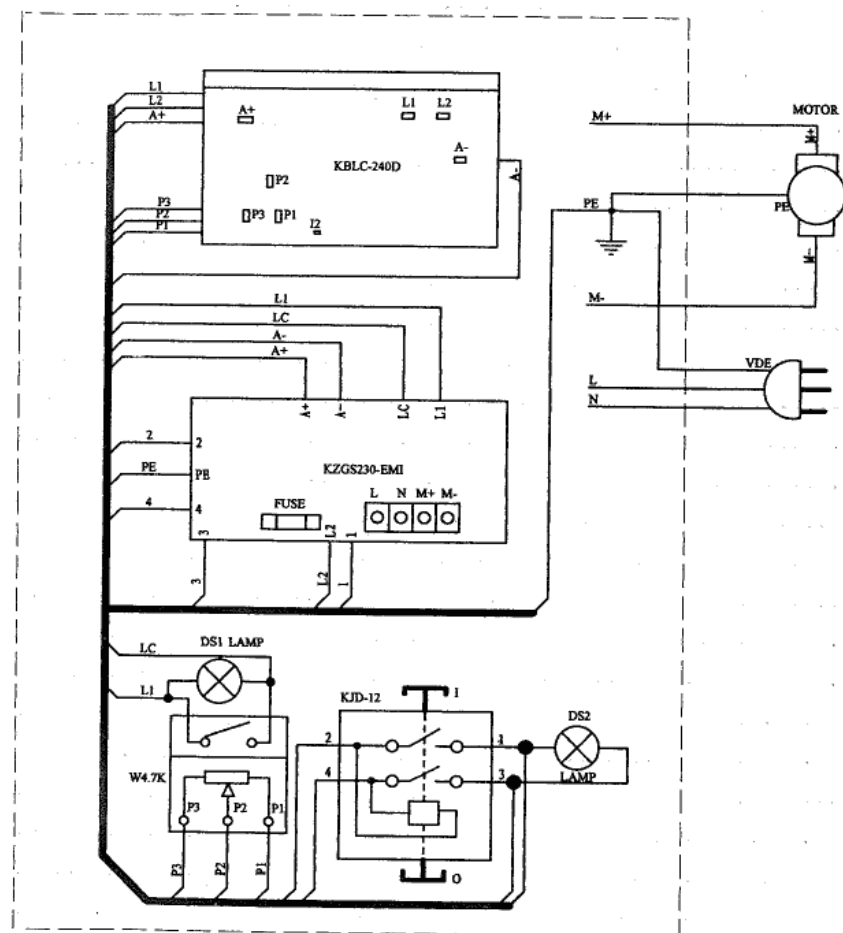 L1
L2
A+
A+
L1 L2
KBLC-240D
A-
A-
P2
P3
P2
P1
P3 P1
I2
M+
MOTOR
M+
PE
PE
M-
M-
L1
LC
A-
A+
VDE
L
N
A+ A- LC L1
2
2
PE
PE
4
4
KZGS230-EMI
FUSE
L N M+ M-
3
L2
1
3
L2
1
LC
DS1 LAMP
L1
W4.7K
P3 P2 P1
P3 P2 P1
KJD-12
I
2
1
4
3
O
DS2
LAMP